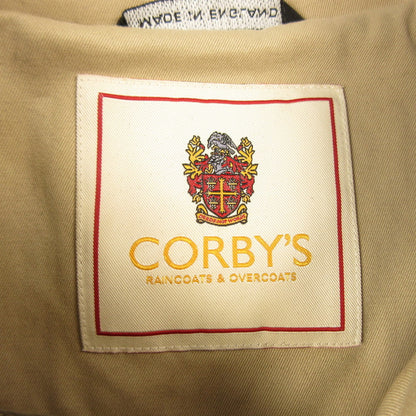 MADE IN ENGLAND
CORBY'S
RAINCOATS & OVERCOATS